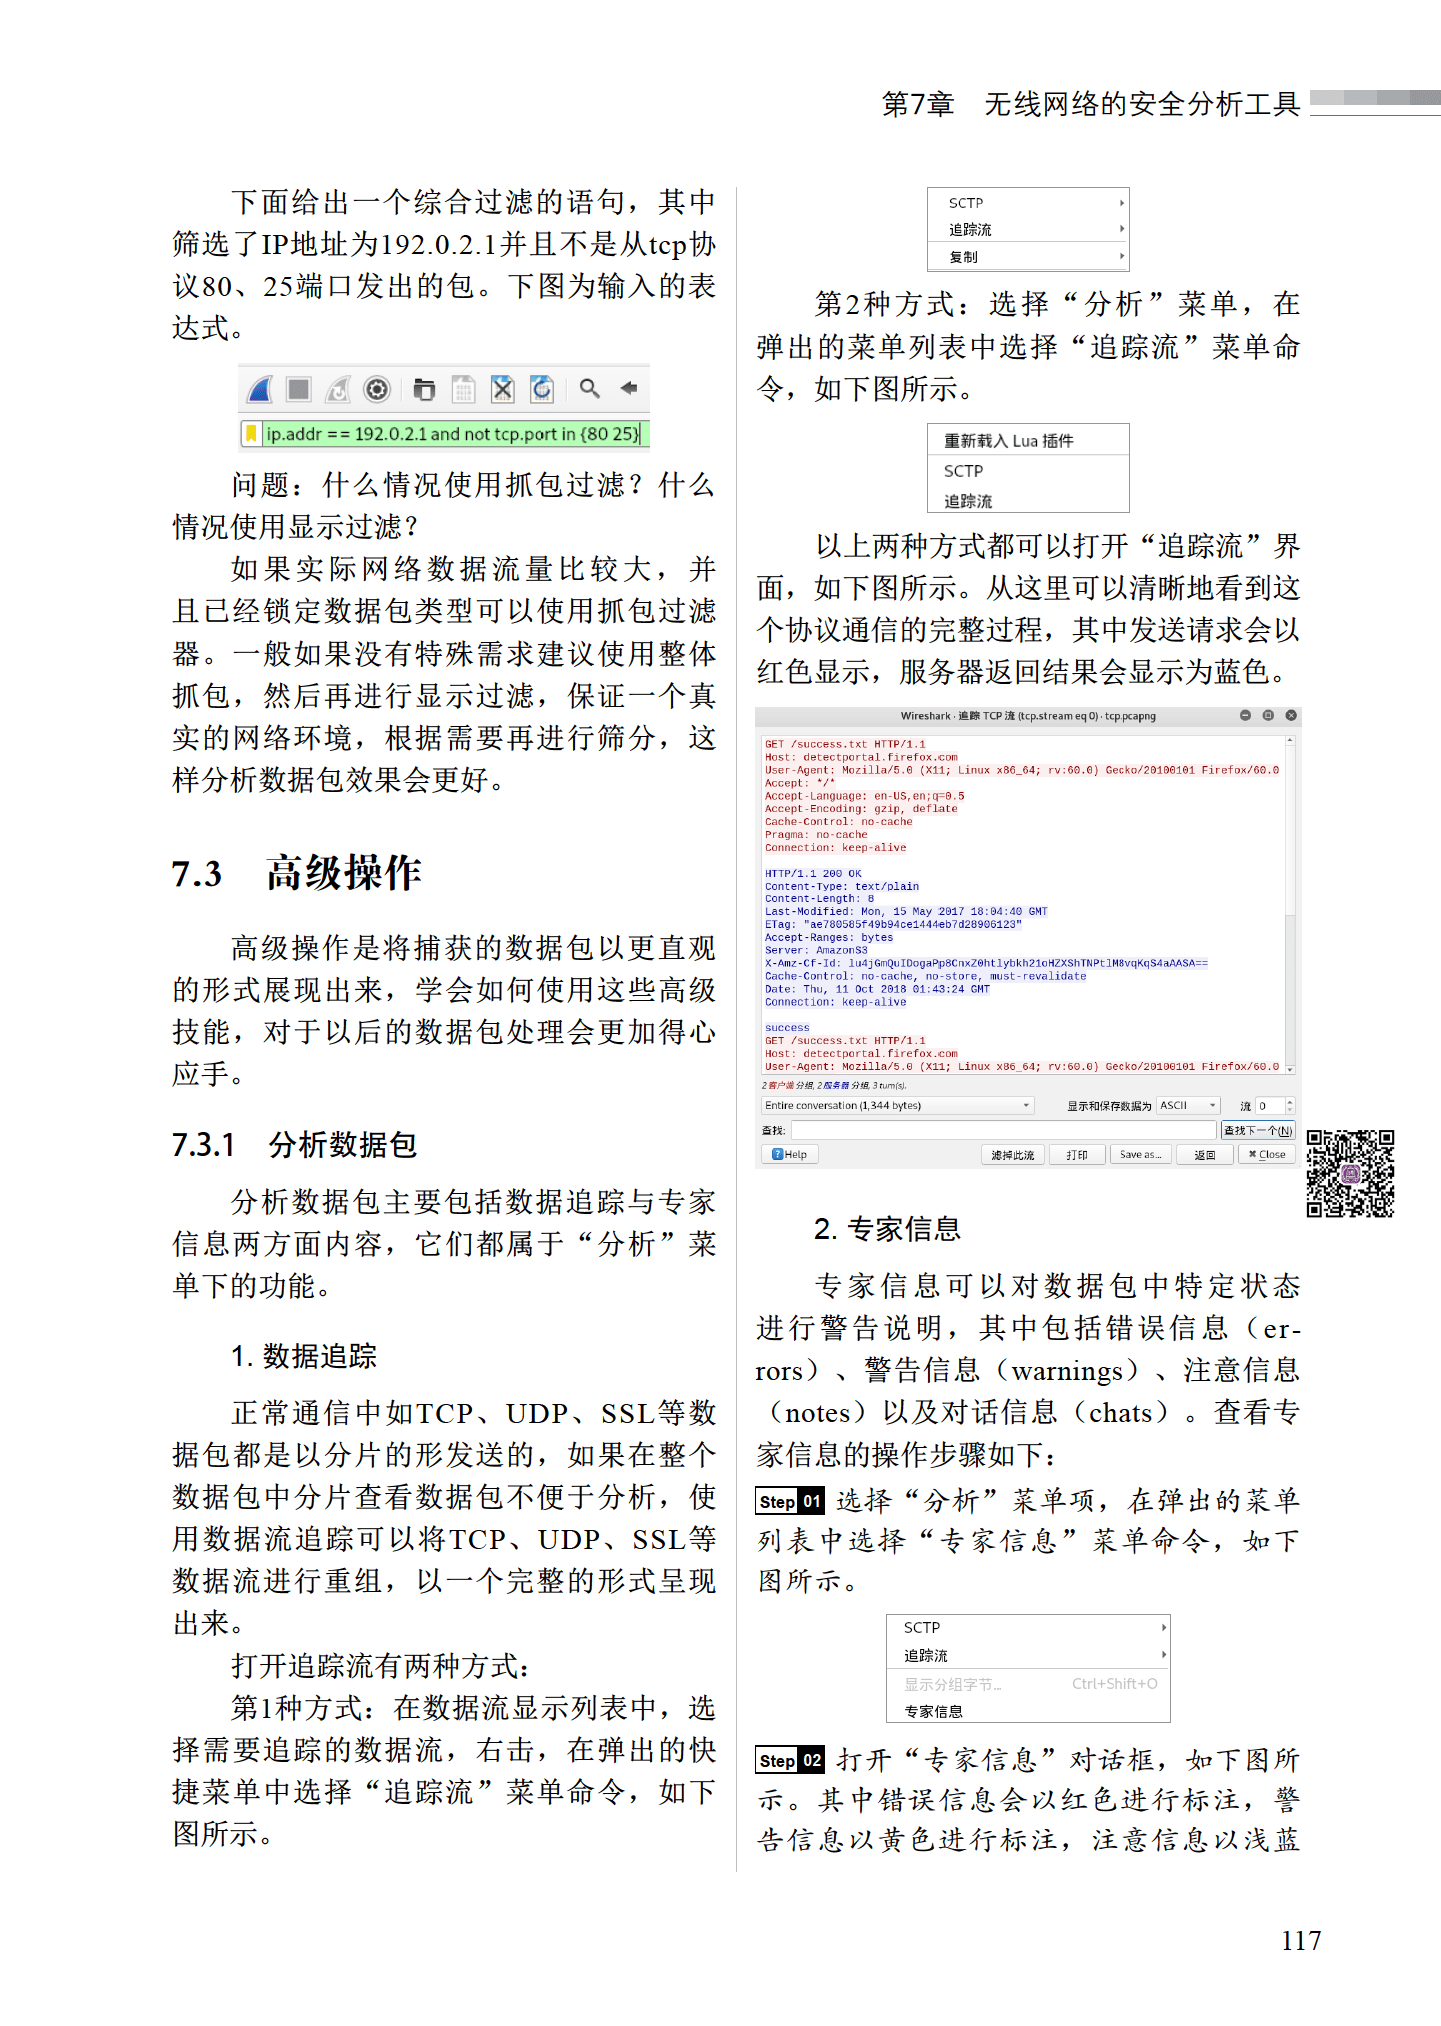 第7章　无线网络的安全分析工具
下面给出一个综合过滤的语句，其中
筛选了IP地址为192.0.2.1并且不是从tcp协
议80、25端口发出的包。下图为输入的表
达式。
ip.addr == 192.0.2.1 and not tcp.port in {80 25}
问题：什么情况使用抓包过滤？什么
情况使用显示过滤？
如果实际网络数据流量比较大，并
且已经锁定数据包类型可以使用抓包过滤
器。一般如果没有特殊需求建议使用整体
抓包，然后再进行显示过滤，保证一个真
实的网络环境，根据需要再进行筛分，这
样分析数据包效果会更好。
7.3　高级操作
高级操作是将捕获的数据包以更直观
的形式展现出来，学会如何使用这些高级
技能，对于以后的数据包处理会更加得心
应手。
7.3.1　分析数据包
分析数据包主要包括数据追踪与专家
信息两方面内容，它们都属于“分析”菜
单下的功能。
1. 数据追踪
正常通信中如TCP、UDP、SSL等数
据包都是以分片的形发送的，如果在整个
数据包中分片查看数据包不便于分析，使
用数据流追踪可以将TCP、UDP、SSL等
数据流进行重组，以一个完整的形式呈现
出来。
打开追踪流有两种方式：
第1种方式：在数据流显示列表中，选
择需要追踪的数据流，右击，在弹出的快
捷菜单中选择“追踪流”菜单命令，如下
图所示。
SCTP
追踪流
复制
第2种方式：选择“分析”菜单，在
弹出的菜单列表中选择“追踪流”菜单命
令，如下图所示。
重新载入 Lua 插件
SCTP
追踪流
以上两种方式都可以打开“追踪流”界
面，如下图所示。从这里可以清晰地看到这
个协议通信的完整过程，其中发送请求会以
红色显示，服务器返回结果会显示为蓝色。
Wireshark · 追踪 TCP 流 (tcp.stream eq 0) · tcp.pcapng
GET /success.txt HTTP/1.1
Host: detectportal.firefox.com
User-Agent: Mozilla/5.0 (X11; Linux x86_64; rv:60.0) Gecko/20100101 Firefox/60.0
Accept: */*
Accept-Language: en-US,en;q=0.5
Accept-Encoding: gzip, deflate
Cache-Control: no-cache
Pragma: no-cache
Connection: keep-alive
HTTP/1.1 200 OK
Content-Type: text/plain
Content-Length: 8
Last-Modified: Mon, 15 May 2017 18:04:40 GMT
ETag: "ae780585f49b94ce1444eb7d28906123"
Accept-Ranges: bytes
Server: AmazonS3
X-Amz-Cf-Id: lu4jGmQuIDogaPp8CnxZ0htlybkh21oHZXShTNPtlM8vqKqS4aAASA==
Cache-Control: no-cache, no-store, must-revalidate
Date: Thu, 11 Oct 2018 01:43:24 GMT
Connection: keep-alive
success
GET /success.txt HTTP/1.1
Host: detectportal.firefox.com
User-Agent: Mozilla/5.0 (X11; Linux x86_64; rv:60.0) Gecko/20100101 Firefox/60.0
2 客户端 分组, 2 服务器 分组, 3 turn(s).
Entire conversation (1,344 bytes) 显示和保存数据为 ASCII 流 0
查找: 查找下一个(N)
Help 滤掉此流 打印 Save as... 返回 Close
2. 专家信息
专家信息可以对数据包中特定状态
进行警告说明，其中包括错误信息（er-
rors）、警告信息（warnings）、注意信息
（notes）以及对话信息（chats）。查看专
家信息的操作步骤如下：
Step 01 选择“分析”菜单项，在弹出的菜单
列表中选择“专家信息”菜单命令，如下
图所示。
SCTP
追踪流
显示分组字节... Ctrl+Shift+O
专家信息
Step 02 打开“专家信息”对话框，如下图所
示。其中错误信息会以红色进行标注，警
告信息以黄色进行标注，注意信息以浅蓝
117